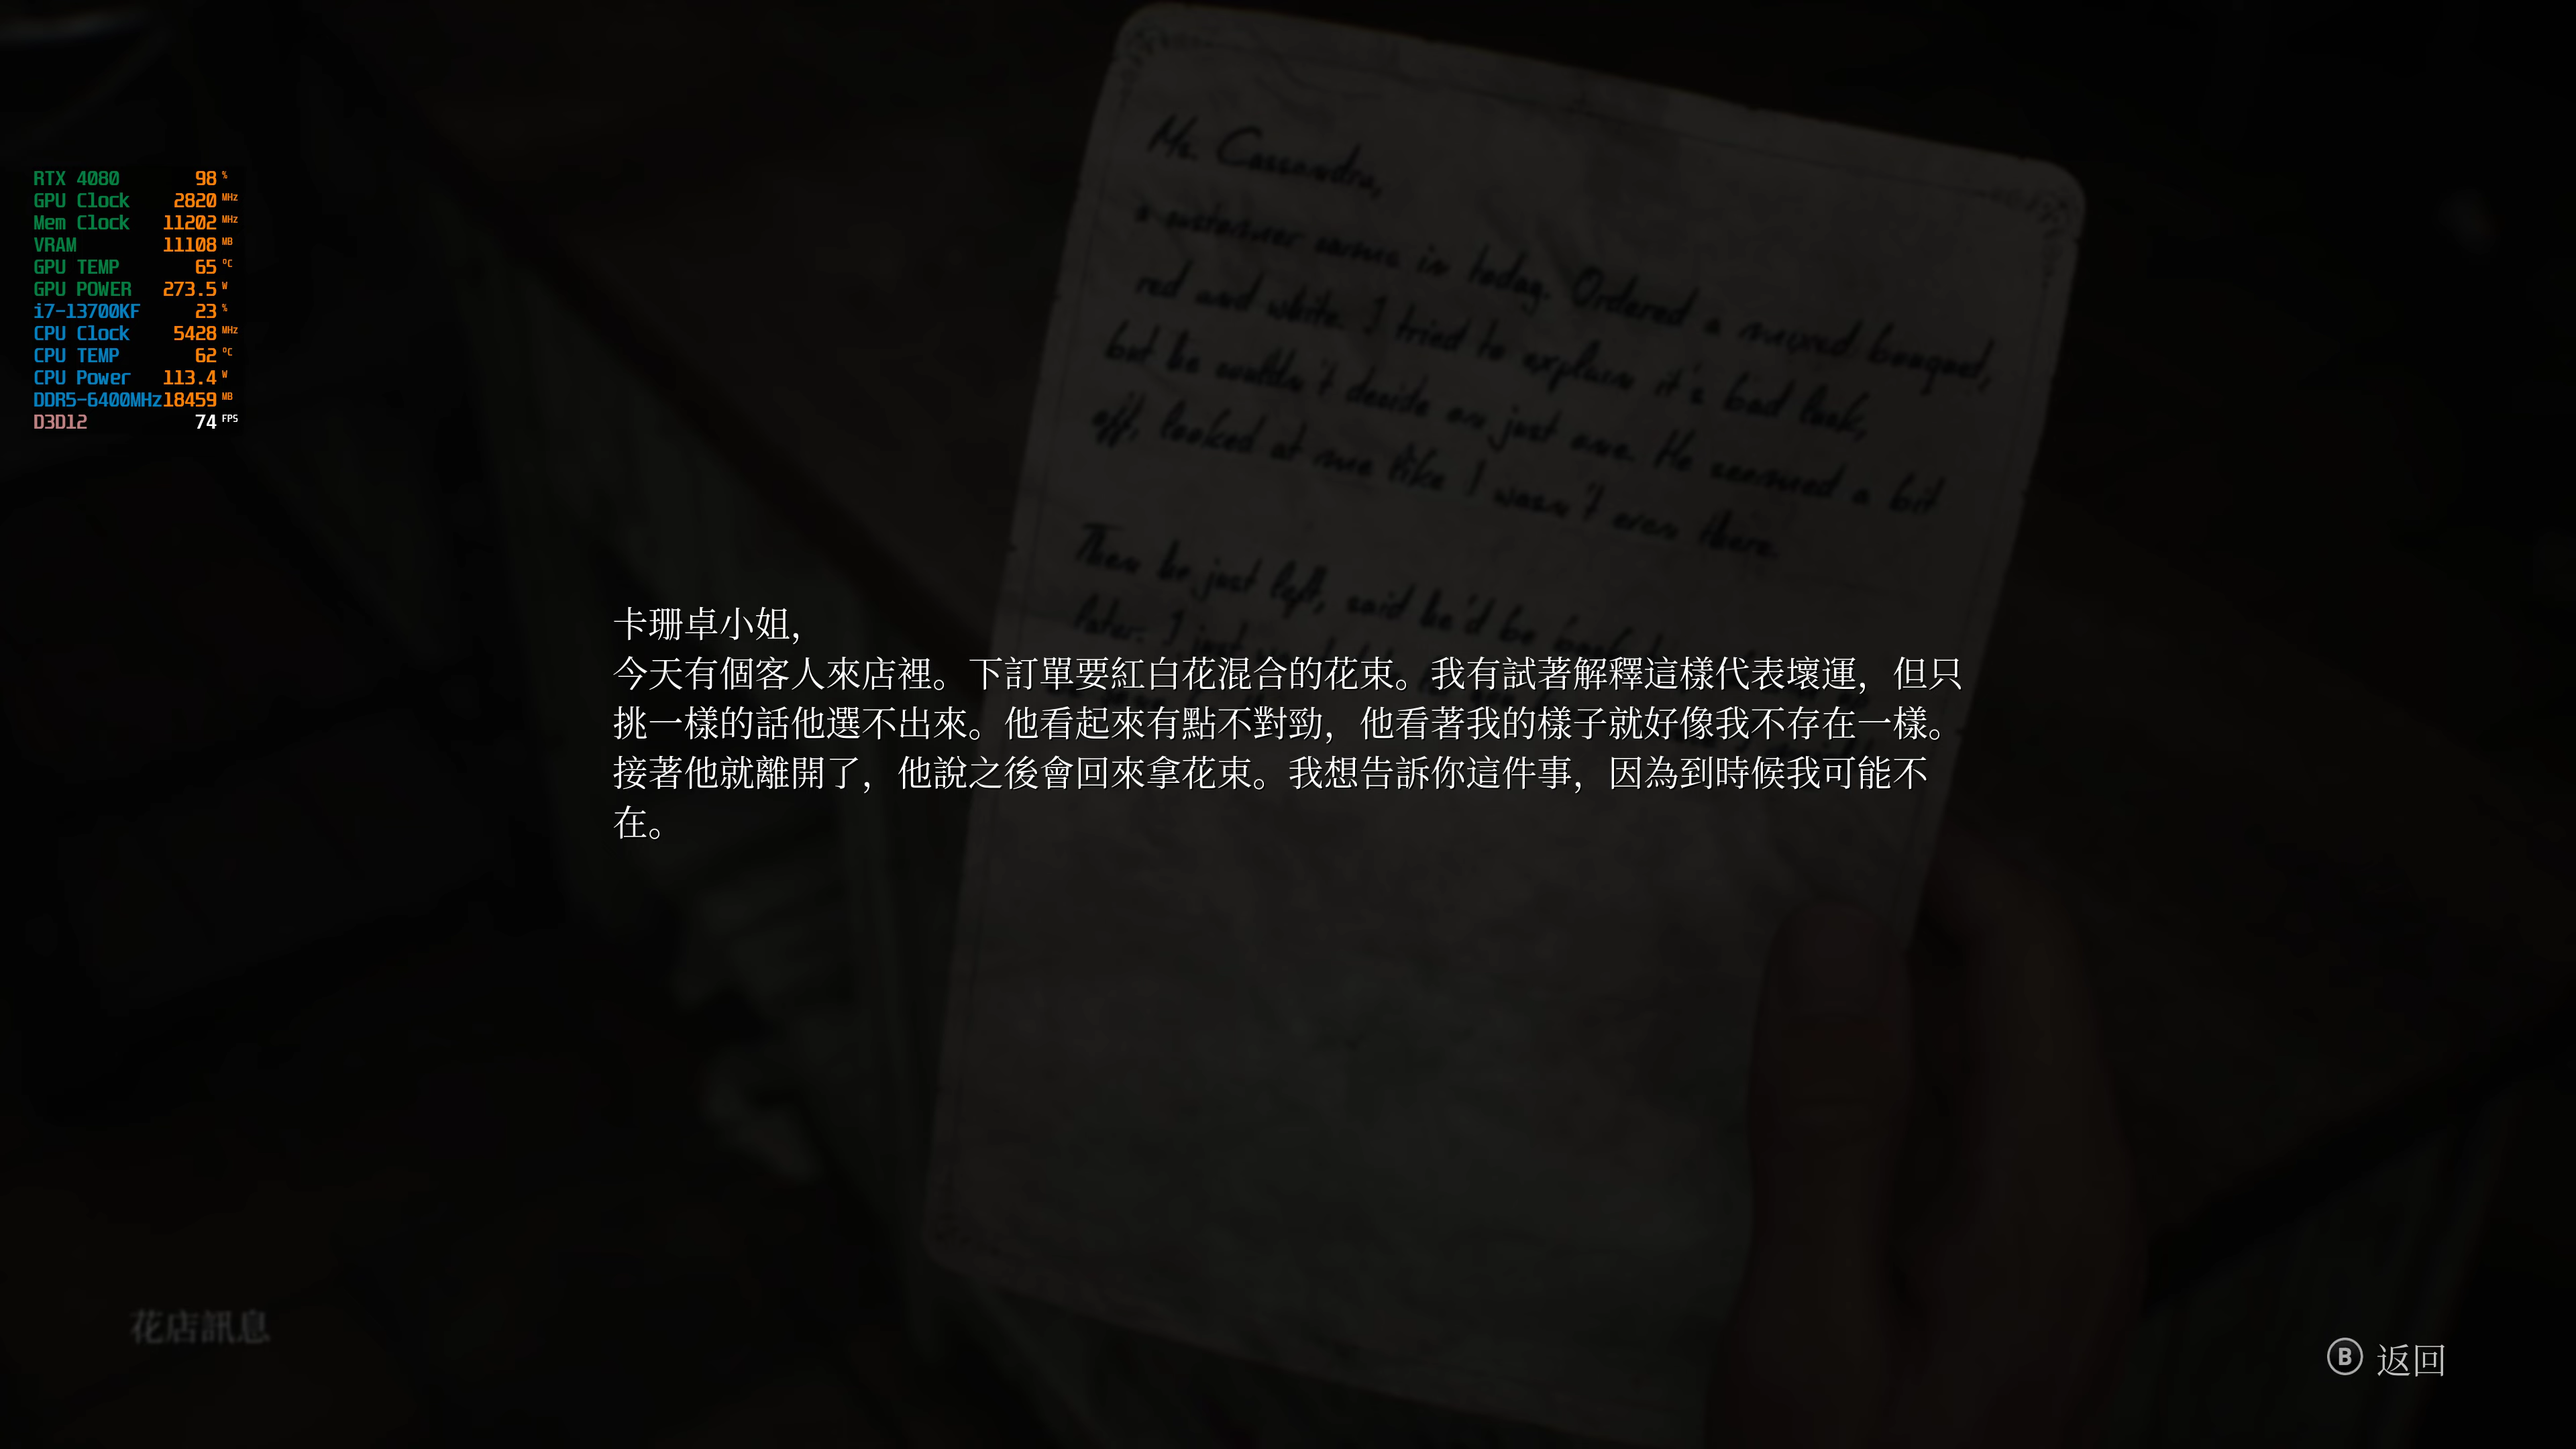 RTX 4080 98 %
GPU Clock 2820 MHz
Mem Clock 11202 MHz
VRAM 11108 MB
GPU TEMP 65 °C
GPU POWER 273.5 W
i7-13700KF 23 %
CPU Clock 5428 MHz
CPU TEMP 62 °C
CPU Power 113.4 W
DDR5-6400MHz 18459 MB
D3D12 74 FPS
Ms. Cassandra,
a customer came in today. Ordered a mixed bouquet,
red and white. I tried to explain it's bad luck,
but he couldn't decide on just one. He seemed a bit
off, looked at me like I wasn't even there.
Then he just left, said he'd be back
later. I just
卡珊卓小姐，
今天有個客人來店裡。下訂單要紅白花混合的花束。我有試著解釋這樣代表壞運，但只
挑一樣的話他選不出來。他看起來有點不對勁，他看著我的樣子就好像我不存在一樣。
接著他就離開了，他說之後會回來拿花束。我想告訴你這件事，因為到時候我可能不
在。
花店訊息
B 返回